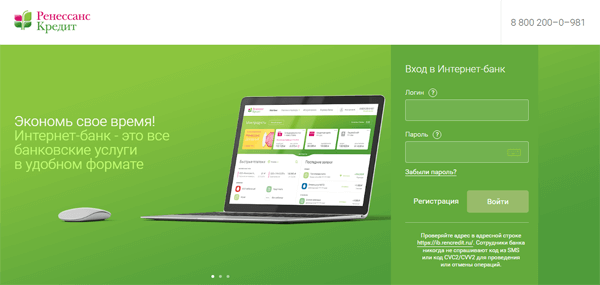 Ренессанс
Кредит
8 800 200–0–981
Экономь свое время!
Интернет-банк - это все
банковские услуги
в удобном формате
Вход в Интернет-банк
Логин ?
Пароль ?
Забыли пароль?
Регистрация
Войти
Проверяйте адрес в адресной строке
https://ib.rencredit.ru/. Сотрудники банка
никогда не спрашивают код из SMS
или код CVC2/CVV2 для проведения
или отмены операций.